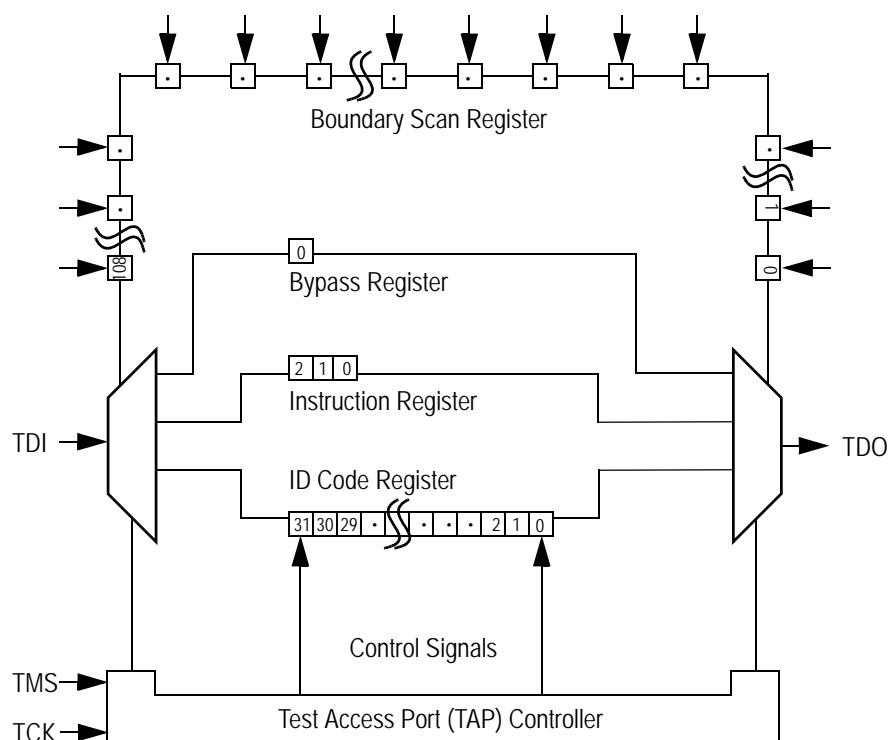 Boundary Scan Register
1
108
0
0
Bypass Register
2 1 0
Instruction Register
TDI
TDO
ID Code Register
31 30 29 . . . . 2 1 0
Control Signals
TMS
Test Access Port (TAP) Controller
TCK